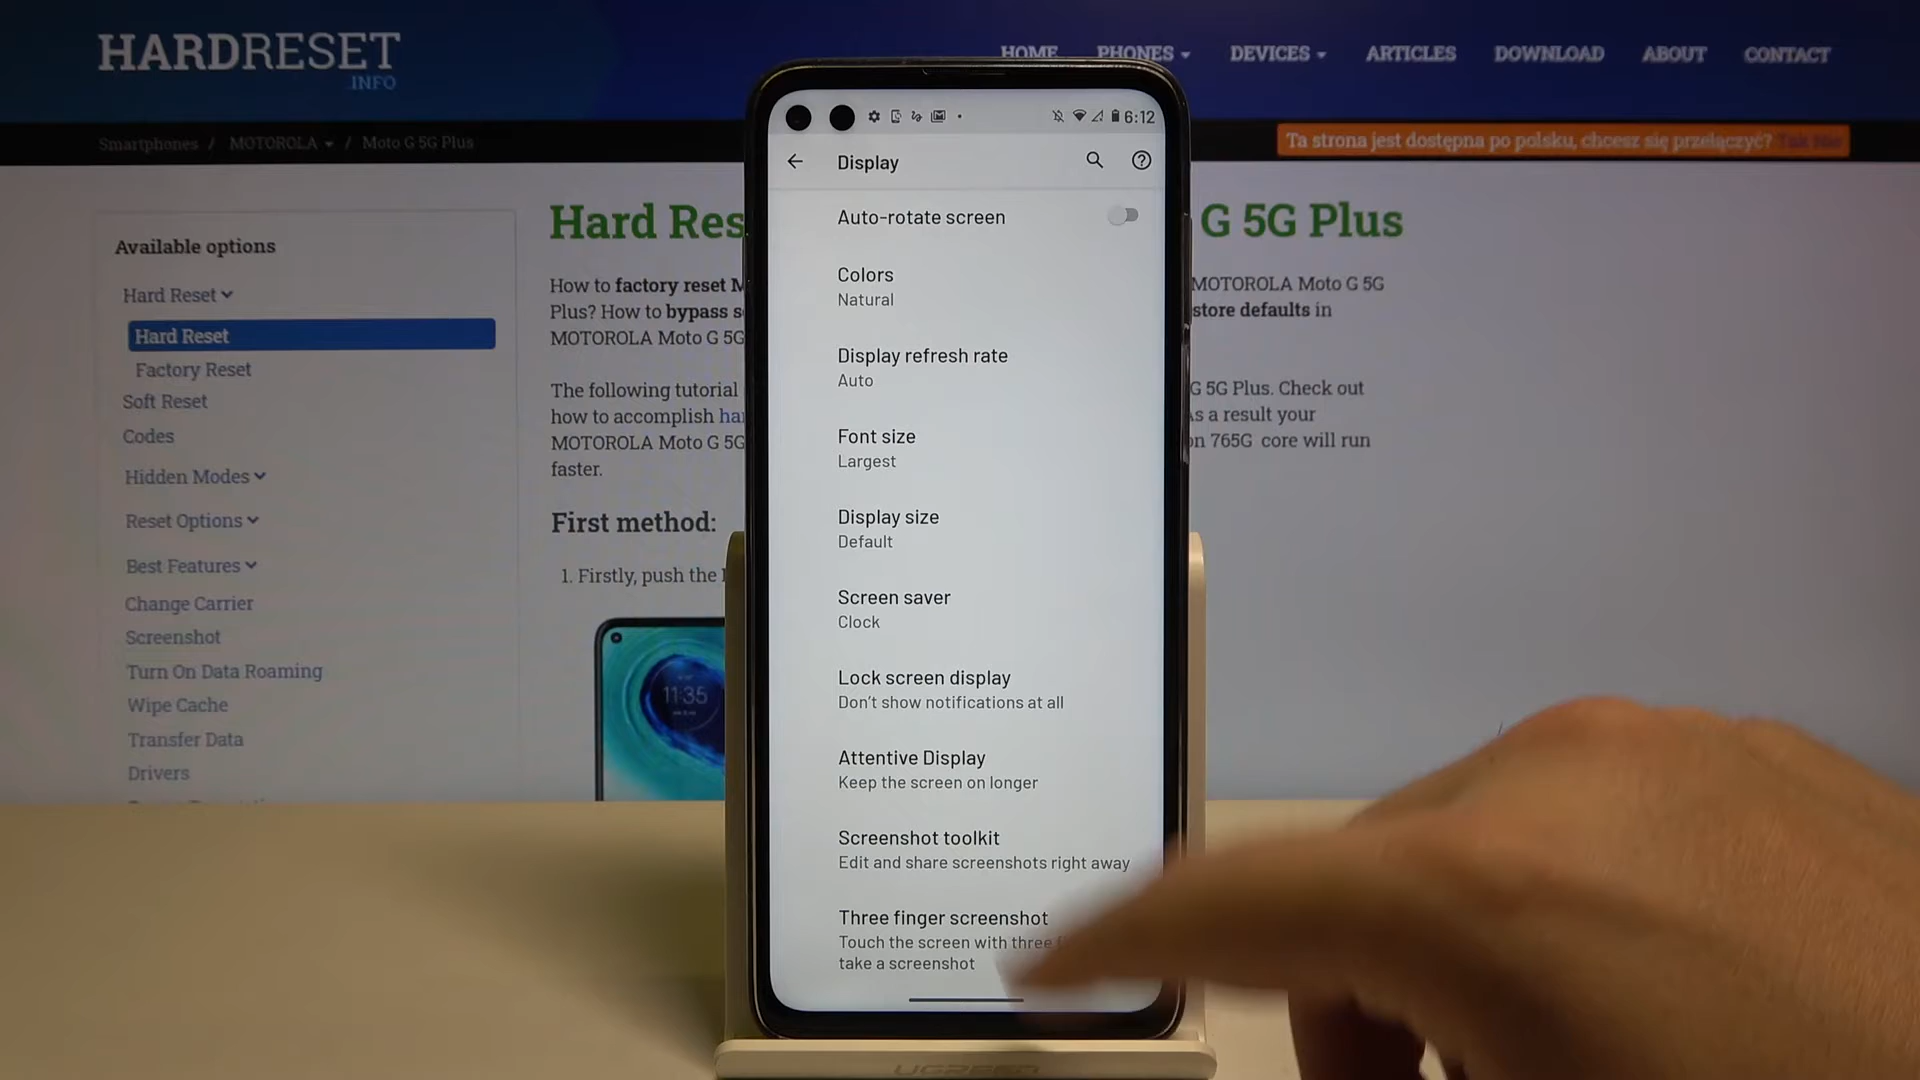 HARDRESET
.INFO
HOME
PHONES
DEVICES
ARTICLES
DOWNLOAD
ABOUT
CONTACT
Smartphones / MOTOROLA / Moto G 5G Plus
Ta strona jest dostępna po polsku, chcesz się przełączyć? Tak Nie
Available options
Hard Reset
Hard Reset
Factory Reset
Soft Reset
Codes
Hidden Modes
Reset Options
Best Features
Change Carrier
Screenshot
Turn On Data Roaming
Wipe Cache
Transfer Data
Drivers
Hard Res
G 5G Plus
How to factory reset M
MOTOROLA Moto G 5G
Plus? How to bypass s
store defaults in
MOTOROLA Moto G 5G
The following tutorial
G 5G Plus. Check out
how to accomplish ha
As a result your
MOTOROLA Moto G 5G
on 765G core will run
faster.
First method:
1. Firstly, push the
11:35
6:12
Display
Auto-rotate screen
Colors
Natural
Display refresh rate
Auto
Font size
Largest
Display size
Default
Screen saver
Clock
Lock screen display
Don't show notifications at all
Attentive Display
Keep the screen on longer
Screenshot toolkit
Edit and share screenshots right away
Three finger screenshot
Touch the screen with three
take a screenshot
UGREEN